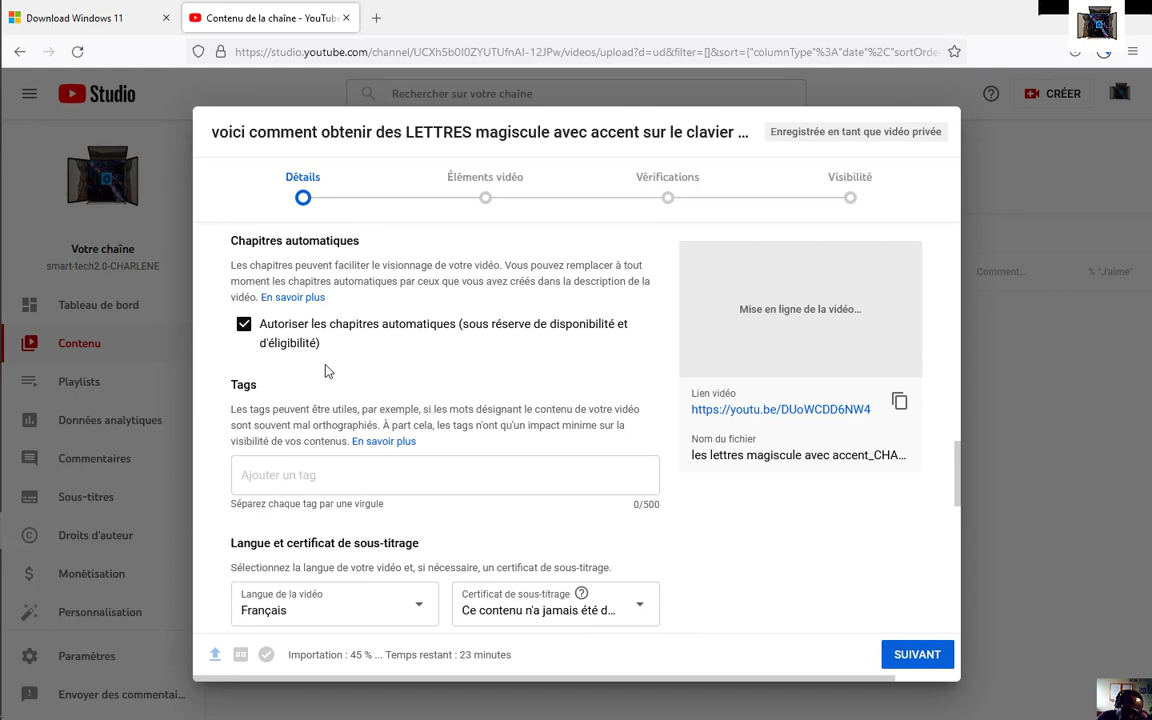 Download Windows 11
Contenu de la chaîne - YouTube
https://studio.youtube.com/channel/UCXh5b0I0ZYUTUfnAI-12JPw/videos/upload?d=ud&filter=[]&sort={"columnType"%3A"date"%2C"sortOrde
Studio
Rechercher sur votre chaîne
CRÉER
voici comment obtenir des LETTRES magiscule avec accent sur le clavier ...
Enregistrée en tant que vidéo privée
Détails
Éléments vidéo
Vérifications
Visibilité
Votre chaîne
smart-tech2.0-CHARLENE
Tableau de bord
Contenu
Playlists
Données analytiques
Commentaires
Sous-titres
Droits d'auteur
Monétisation
Personnalisation
Paramètres
Envoyer des commentai...
Chapitres automatiques
Les chapitres peuvent faciliter le visionnage de votre vidéo. Vous pouvez remplacer à tout
moment les chapitres automatiques par ceux que vous avez créés dans la description de la
vidéo. En savoir plus
Autoriser les chapitres automatiques (sous réserve de disponibilité et
d'éligibilité)
Tags
Les tags peuvent être utiles, par exemple, si les mots désignant le contenu de votre vidéo
sont souvent mal orthographiés. À part cela, les tags n'ont qu'un impact minime sur la
visibilité de vos contenus. En savoir plus
Ajouter un tag
Séparez chaque tag par une virgule
0/500
Langue et certificat de sous-titrage
Sélectionnez la langue de votre vidéo et, si nécessaire, un certificat de sous-titrage.
Langue de la vidéo
Français
Certificat de sous-titrage
Ce contenu n'a jamais été d...
Mise en ligne de la vidéo...
Lien vidéo
https://youtu.be/DUoWCDD6NW4
Nom du fichier
les lettres magiscule avec accent_CHA...
Comment...
% "J'aime"
Importation : 45 % ... Temps restant : 23 minutes
SUIVANT